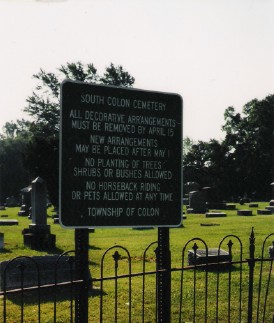 SOUTH COLON CEMETERY
ALL DECORATIVE ARRANGEMENTS
MUST BE REMOVED BY APRIL 15
NEW ARRANGEMENTS
MAY BE PLACED AFTER MAY 1
NO PLANTING OF TREES
SHRUBS OR BUSHES ALLOWED
NO HORSEBACK RIDING
OR PETS ALLOWED AT ANY TIME
TOWNSHIP OF COLON